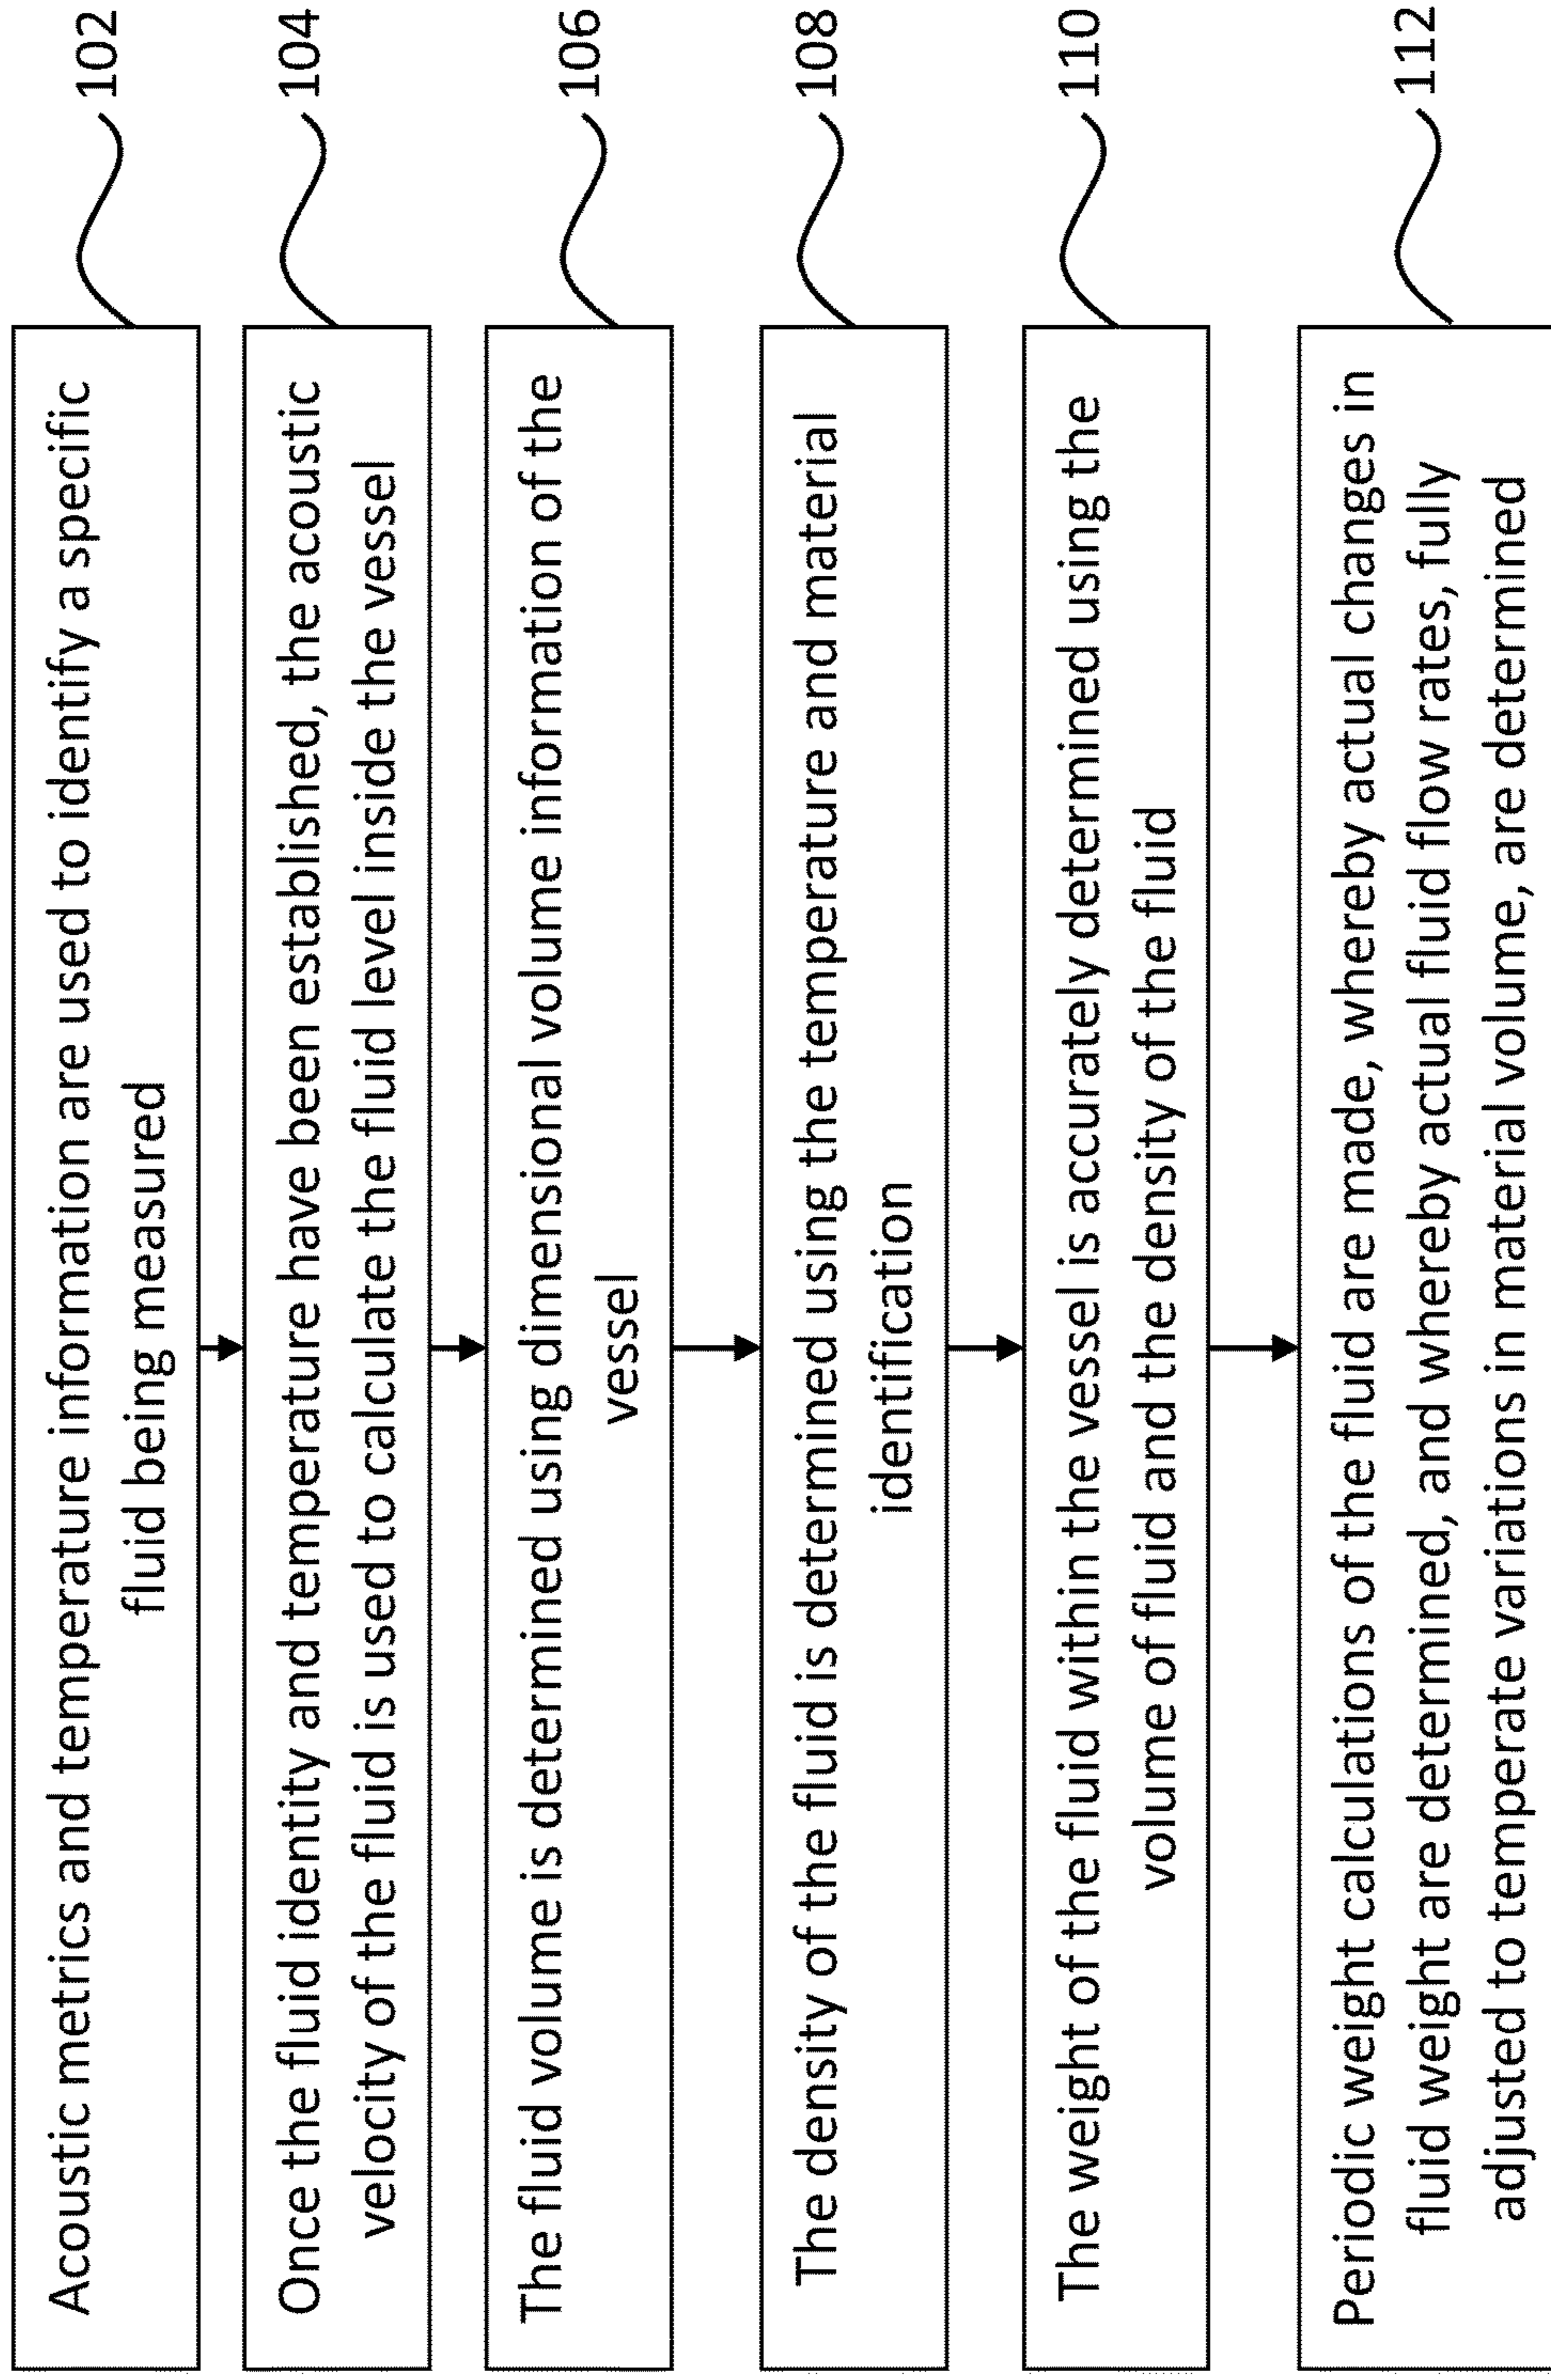 Acoustic metrics and temperature information are used to identify a specific
fluid being measured
102
Once the fluid identity and temperature have been established, the acoustic
velocity of the fluid is used to calculate the fluid level inside the vessel
104
The fluid volume is determined using dimensional volume information of the
vessel
106
The density of the fluid is determined using the temperature and material
identification
108
The weight of the fluid within the vessel is accurately determined using the
volume of fluid and the density of the fluid
110
Periodic weight calculations of the fluid are made, whereby actual changes in
fluid weight are determined, and whereby actual fluid flow rates, fully
adjusted to temperate variations in material volume, are determined
112